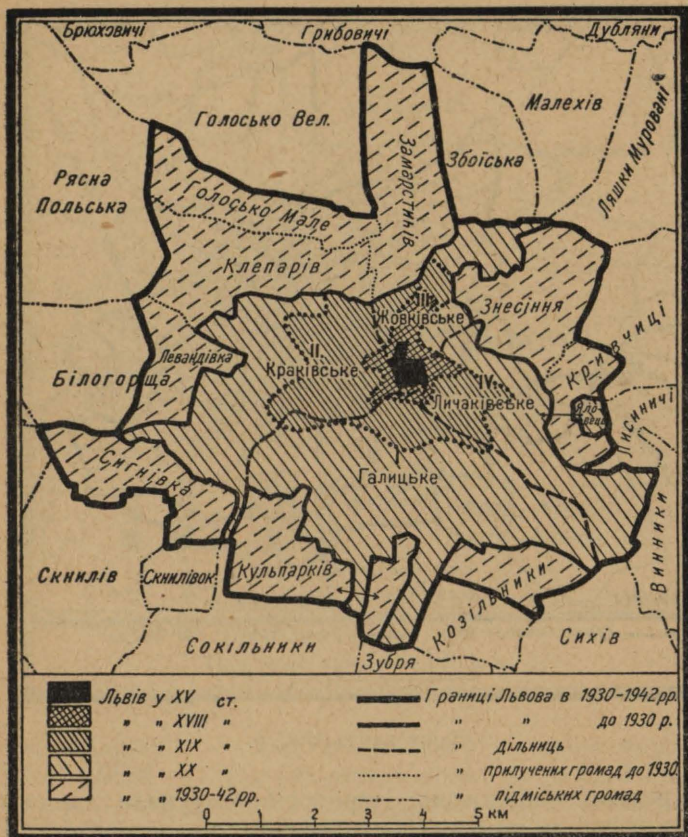 Брюховичі
Грибовичі
Дубляни
Голосько Вел.
Малехів
Ляшки Муровані
Замарстинів
Збоїська
Рясна
Польська
Голосько Мале
Клепарів
III.
Жовківське
Знесіння
Кривчиці
Левандівка
II.
Краківське
IV.
Личаківське
Білогорща
Лисиничі
I
Галицьке
Сигнівка
Винники
Скнилів
Скнилівок
Кульпарків
Козільники
Сихів
Сокільники
Зубря
Львів у XV ст.
" " XVIII "
" " XIX "
" " XX "
" " 1930-42 рр.
Границі Львова в 1930-1942 рр.
" " до 1930 р.
" дільниць
" прилучених громад до 1930.
" підміських громад
0 1 2 3 4 5 км